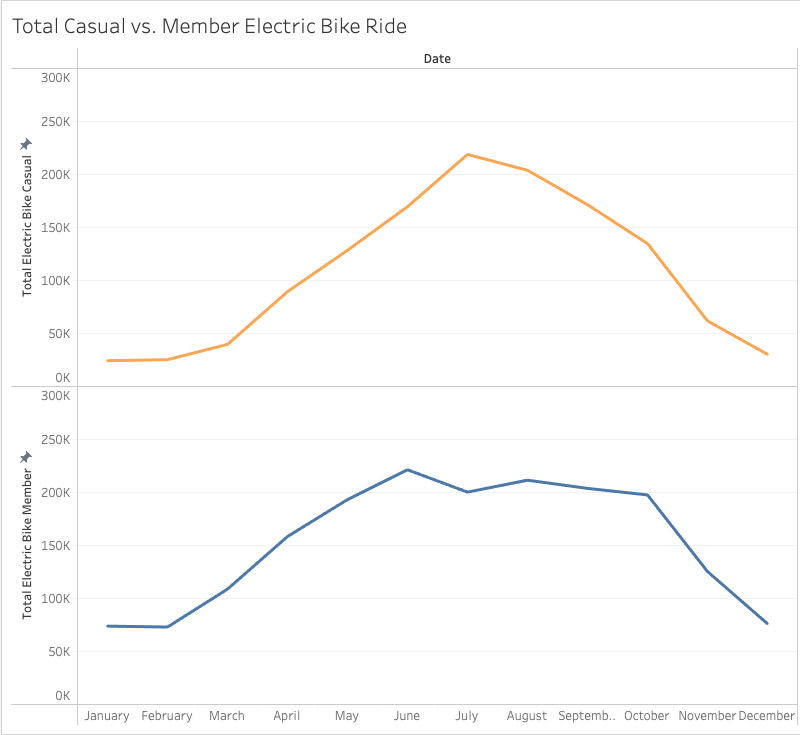 Total Casual vs. Member Electric Bike Ride
Date
Total Electric Bike Casual
300K
250K
200K
150K
100K
50K
0K
Total Electric Bike Member
300K
250K
200K
150K
100K
50K
0K
January February March April May June July August Septemb.. October November December